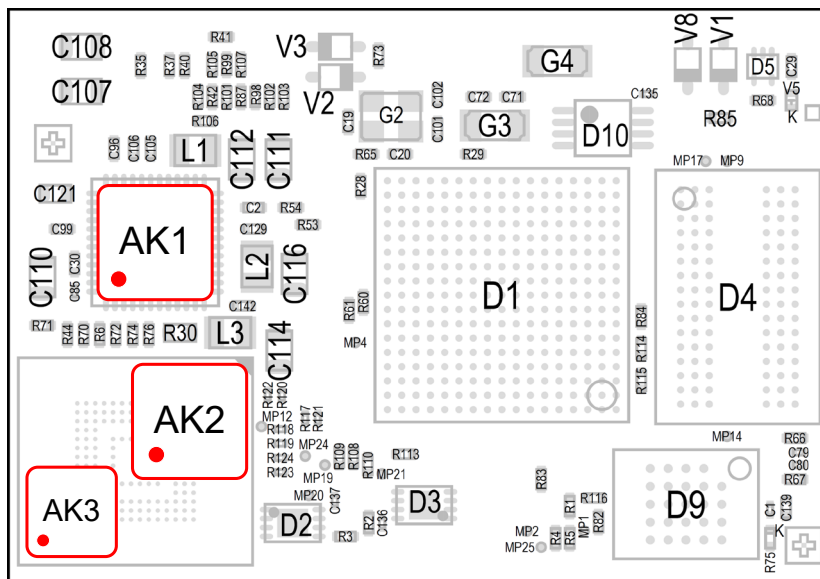 C108
R41
V3
R73
G4
V8
V1
R35
R37
R40
R105
R99
R107
D5
C29
C107
R104
R42
R101
R87
R98
R102
R103
V2
C102
C72
C71
C135
R68
V5
K
R106
C19
G2
C101
G3
D10
R85
C96
C106
C105
L1
C112
C111
R65
C20
R29
MP17
MP9
C121
R28
AK1
C2
R54
C99
C129
R53
C110
C30
C85
L2
C116
D1
D4
C142
R61
R60
R84
R71
R44
R70
R6
R72
R74
R76
R30
L3
C114
MP4
R114
R115
AK2
R122
R120
MP12
R117
R121
R118
R119
MP24
R124
R123
MP19
R109
R108
R110
R113
MP21
MP14
R66
C79
C80
R67
R83
AK3
MP20
C137
D2
R3
R2
C136
D3
R1
R116
MP1
R82
MP2
MP25
R4
R5
D9
C1
C139
K
R75